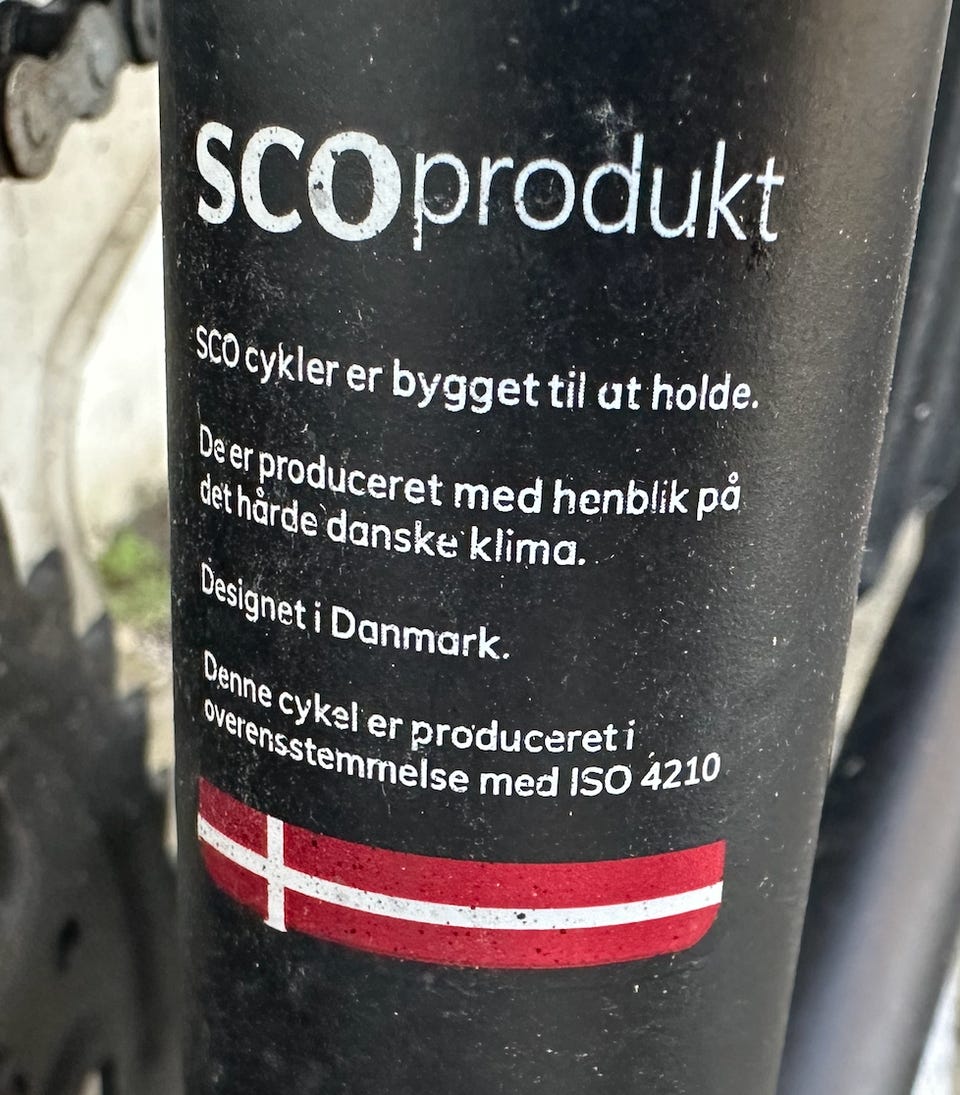 SCOprodukt
SCO cykler er bygget til at holde.
De er produceret med henblik på
det hårde danske klima.
Designet i Danmark.
Denne cykel er produceret i
overensstemmelse med ISO 4210